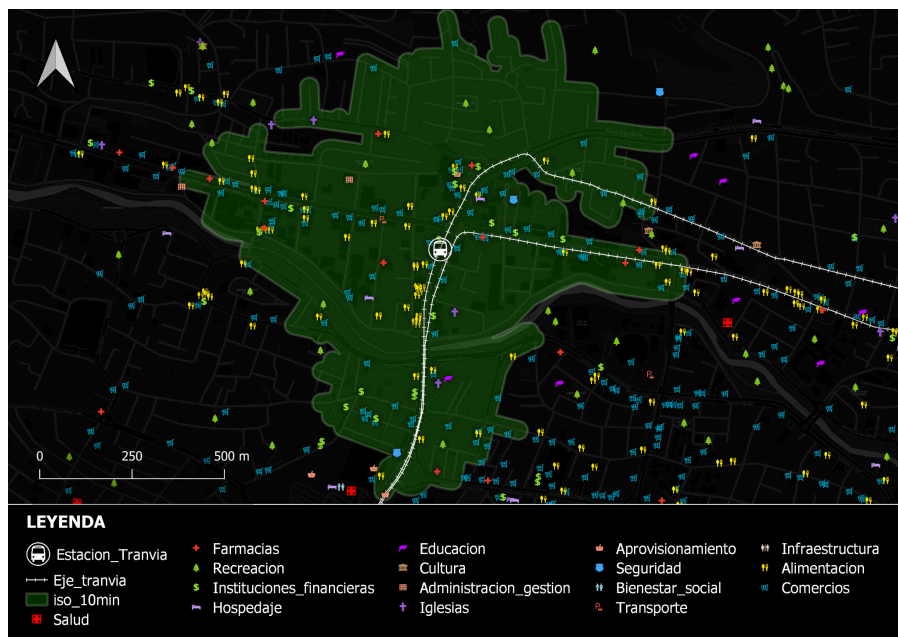 0 250 500 m
LEYENDA
Estacion_Tranvia
Eje_tranvia
iso_10min
Salud
Farmacias
Recreacion
Instituciones_financieras
Hospedaje
Educacion
Cultura
Administracion_gestion
Iglesias
Aprovisionamiento
Seguridad
Bienestar_social
Transporte
Infraestructura
Alimentacion
Comercios